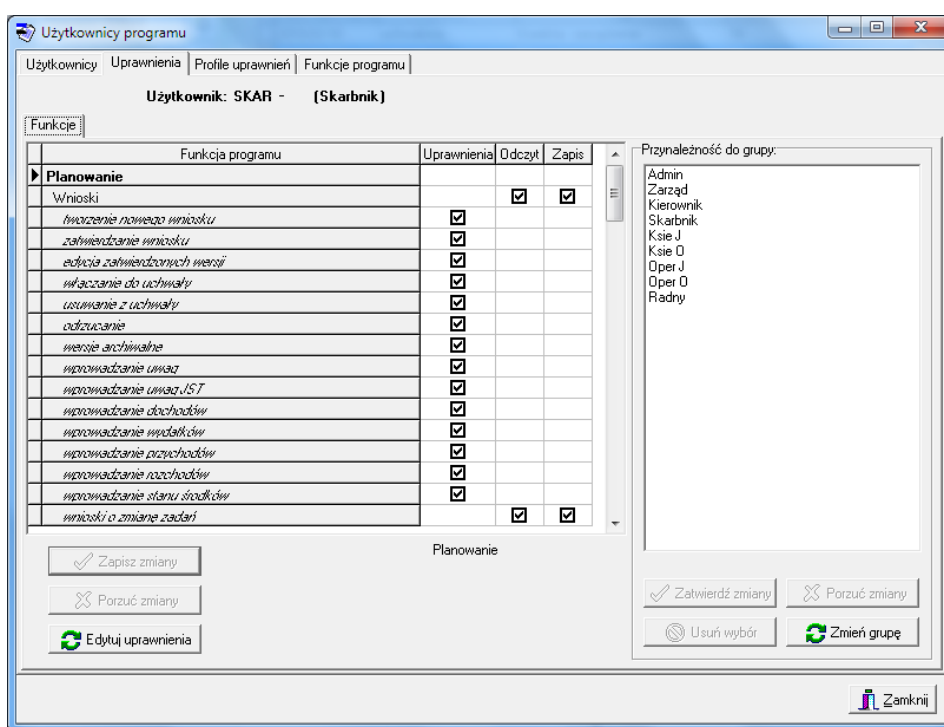 Użytkownicy programu
Użytkownicy Uprawnienia Profile uprawnień Funkcje programu
Użytkownik: SKAR - (Skarbnik)
Funkcje
Funkcja programu Uprawnienia Odczyt Zapis
Planowanie
Wnioski
tworzenie nowego wniosku
zatwierdzanie wniosku
edycja zatwierdzonych wersji
włączanie do uchwały
usuwanie z uchwały
odrzucanie
wersje archiwalne
wprowadzanie uwag
wprowadzanie uwag JST
wprowadzanie dochodów
wprowadzanie wydatków
wprowadzanie przychodów
wprowadzanie rozchodów
wprowadzanie stanu środków
wnioski o zmianę zadań
Planowanie
Zapisz zmiany
Porzuć zmiany
Edytuj uprawnienia
Przynależność do grupy:
Admin
Zarząd
Kierownik
Skarbnik
Ksie J
Ksie O
Oper J
Oper O
Radny
Zatwierdź zmiany Porzuć zmiany
Usuń wybór Zmień grupę
Zamknij